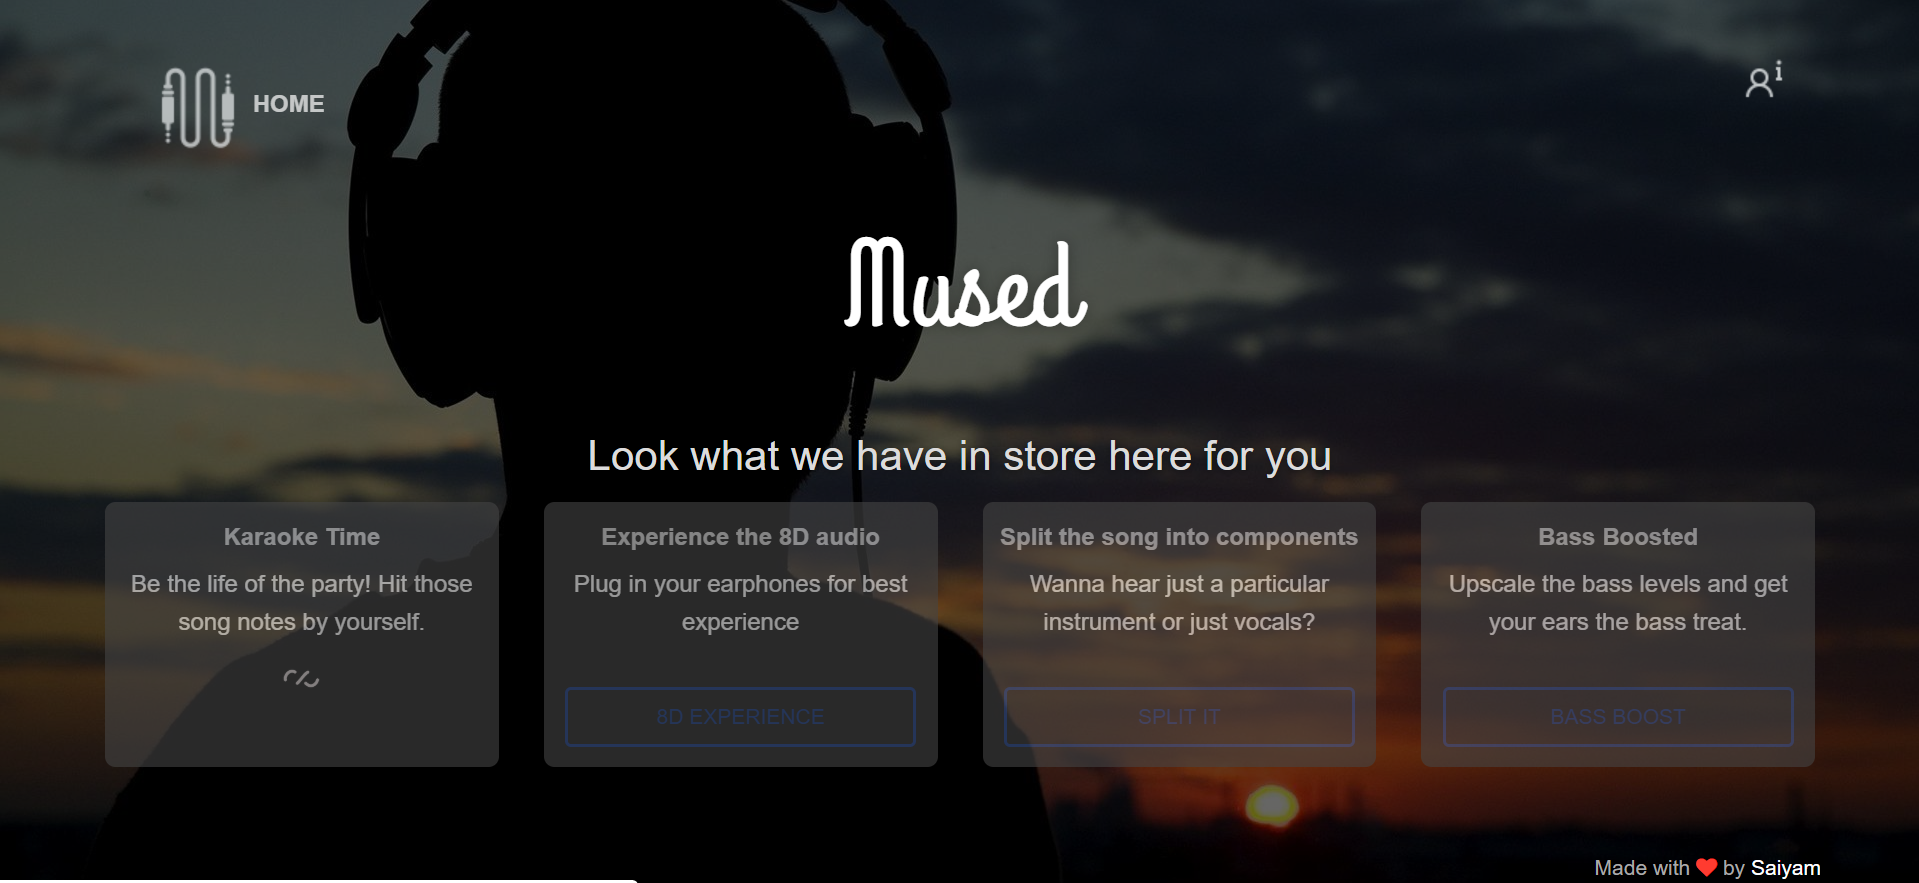 HOME
Mused
Look what we have in store here for you
Karaoke Time
Be the life of the party! Hit those
song notes by yourself.
Experience the 8D audio
Plug in your earphones for best
experience
8D EXPERIENCE
Split the song into components
Wanna hear just a particular
instrument or just vocals?
SPLIT IT
Bass Boosted
Upscale the bass levels and get
your ears the bass treat.
BASS BOOST
Made with ❤ by Saiyam